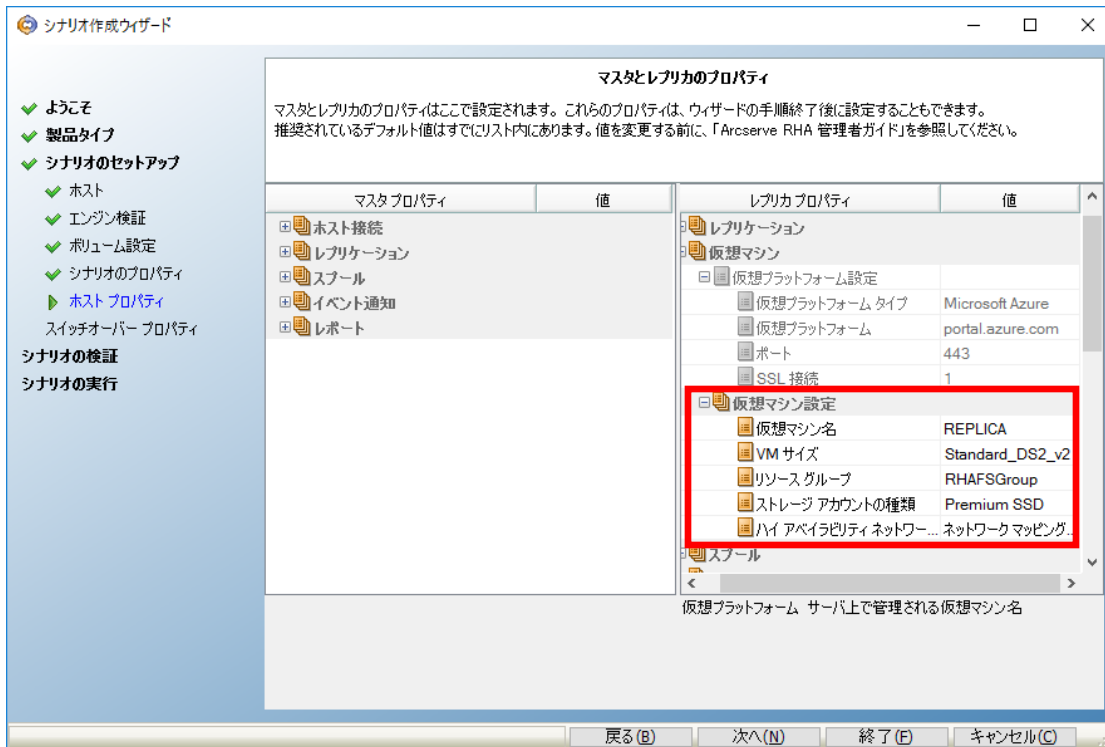 シナリオ作成ウィザード
マスタとレプリカのプロパティ
マスタとレプリカのプロパティはここで設定されます。これらのプロパティは、ウィザードの手順終了後に設定することもできます。
推奨されているデフォルト値はすでにリスト内にあります。値を変更する前に、「Arcserve RHA 管理者ガイド」を参照してください。
ようこそ
製品タイプ
シナリオのセットアップ
ホスト
エンジン検証
ボリューム設定
シナリオのプロパティ
ホスト プロパティ
スイッチオーバー プロパティ
シナリオの検証
シナリオの実行
マスタ プロパティ 値
ホスト接続
レプリケーション
スプール
イベント通知
レポート
レプリカ プロパティ 値
レプリケーション
仮想マシン
仮想プラットフォーム設定
仮想プラットフォーム タイプ Microsoft Azure
仮想プラットフォーム portal.azure.com
ポート 443
SSL 接続 1
仮想マシン設定
仮想マシン名 REPLICA
VM サイズ Standard_DS2_v2
リソース グループ RHAFSGroup
ストレージ アカウントの種類 Premium SSD
ハイ アベイラビリティ ネットワー... ネットワーク マッピング...
スプール
仮想プラットフォーム サーバ上で管理される仮想マシン名
戻る(B) 次へ(N) 終了(F) キャンセル(C)